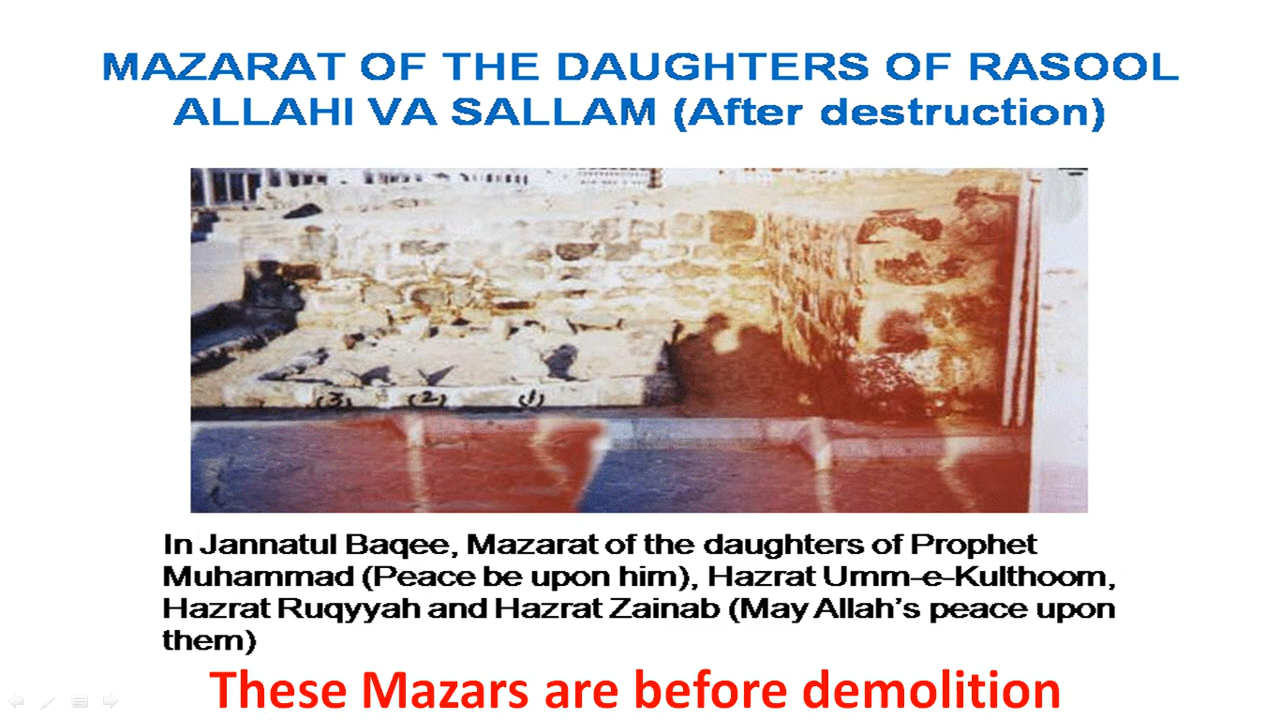 MAZARAT OF THE DAUGHTERS OF RASOOL
ALLAHI VA SALLAM (After destruction)
(3) (2) (1)
In Jannatul Baqee, Mazarat of the daughters of Prophet
Muhammad (Peace be upon him), Hazrat Umm-e-Kulthoom,
Hazrat Ruqyyah and Hazrat Zainab (May Allah's peace upon
them)
These Mazars are before demolition